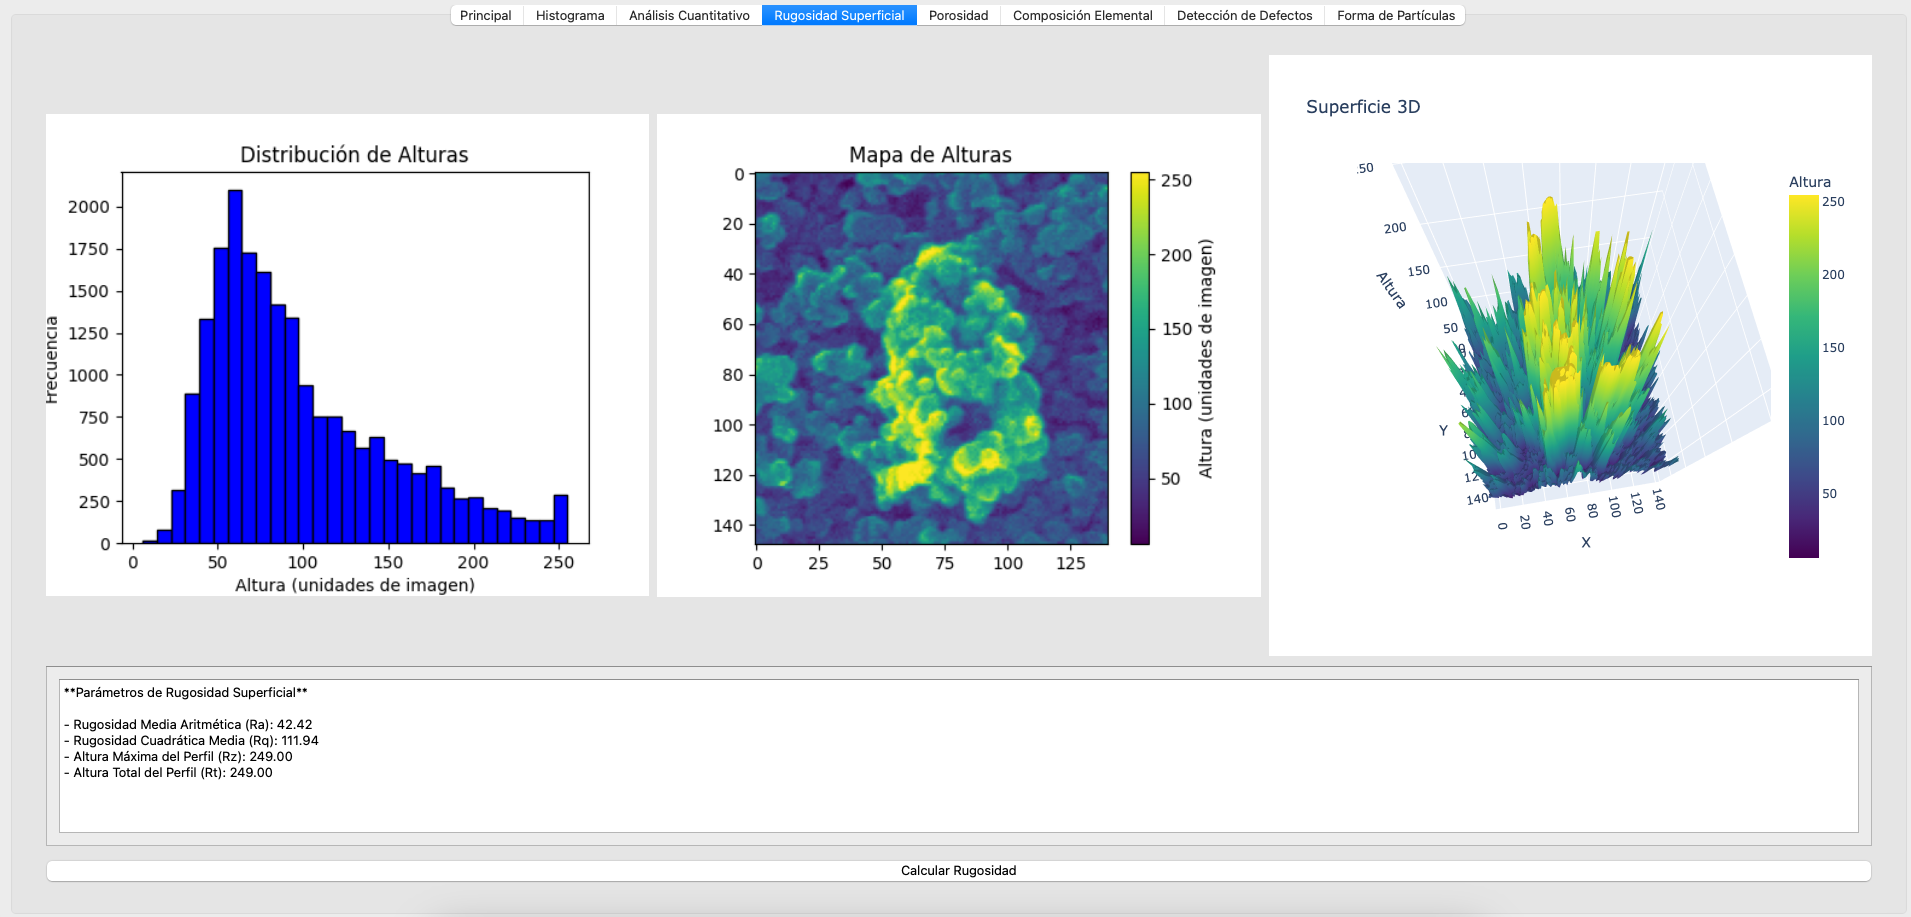 Principal Histograma Análisis Cuantitativo Rugosidad Superficial Porosidad Composición Elemental Detección de Defectos Forma de Partículas
Distribución de Alturas
2000
1750
1500
1250
1000
750
500
250
0
Frecuencia
0 50 100 150 200 250
Altura (unidades de imagen)
Mapa de Alturas
0
20
40
60
80
100
120
140
0 25 50 75 100 125
250
200
150
100
50
Altura (unidades de imagen)
Superficie 3D
200
150
100
50
0
Altura
Y
140
0 20 40 60 80 100 120 140
X
Altura
250
200
150
100
50
**Parámetros de Rugosidad Superficial**
- Rugosidad Media Aritmética (Ra): 42.42
- Rugosidad Cuadrática Media (Rq): 111.94
- Altura Máxima del Perfil (Rz): 249.00
- Altura Total del Perfil (Rt): 249.00
Calcular Rugosidad